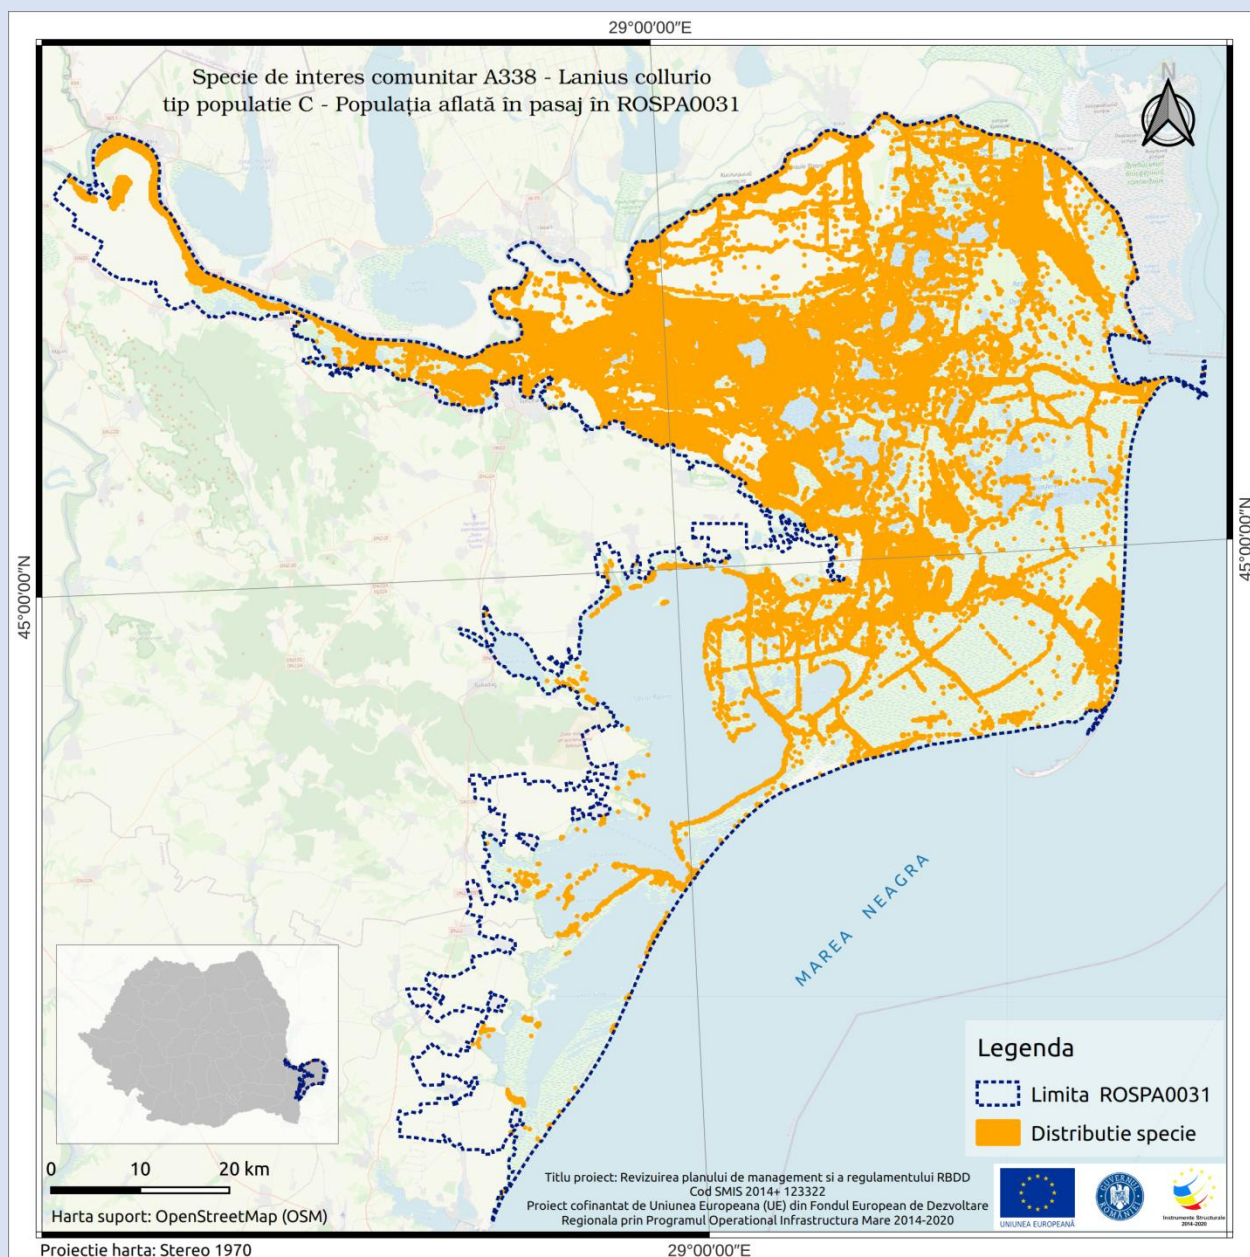 29°00′00″E
Specie de interes comunitar A338 - Lanius collurio
tip populatie C - Populația aflată în pasaj în ROSPA0031
N
45°00′00″N
45°00′00″N
MAREA NEAGRA
Legenda
Limita ROSPA0031
Distributie specie
0 10 20 km
Harta suport: OpenStreetMap (OSM)
Titlu proiect: Revizuirea planului de management si a regulamentului RBDD
Cod SMIS 2014+ 123322
Proiect cofinantat de Uniunea Europeana (UE) din Fondul European de Dezvoltare
Regionala prin Programul Operational Infrastructura Mare 2014-2020
UNIUNEA EUROPEANĂ
GUVERNUL ROMÂNIEI
Instrumente Structurale
2014-2020
Proiectie harta: Stereo 1970
29°00′00″E